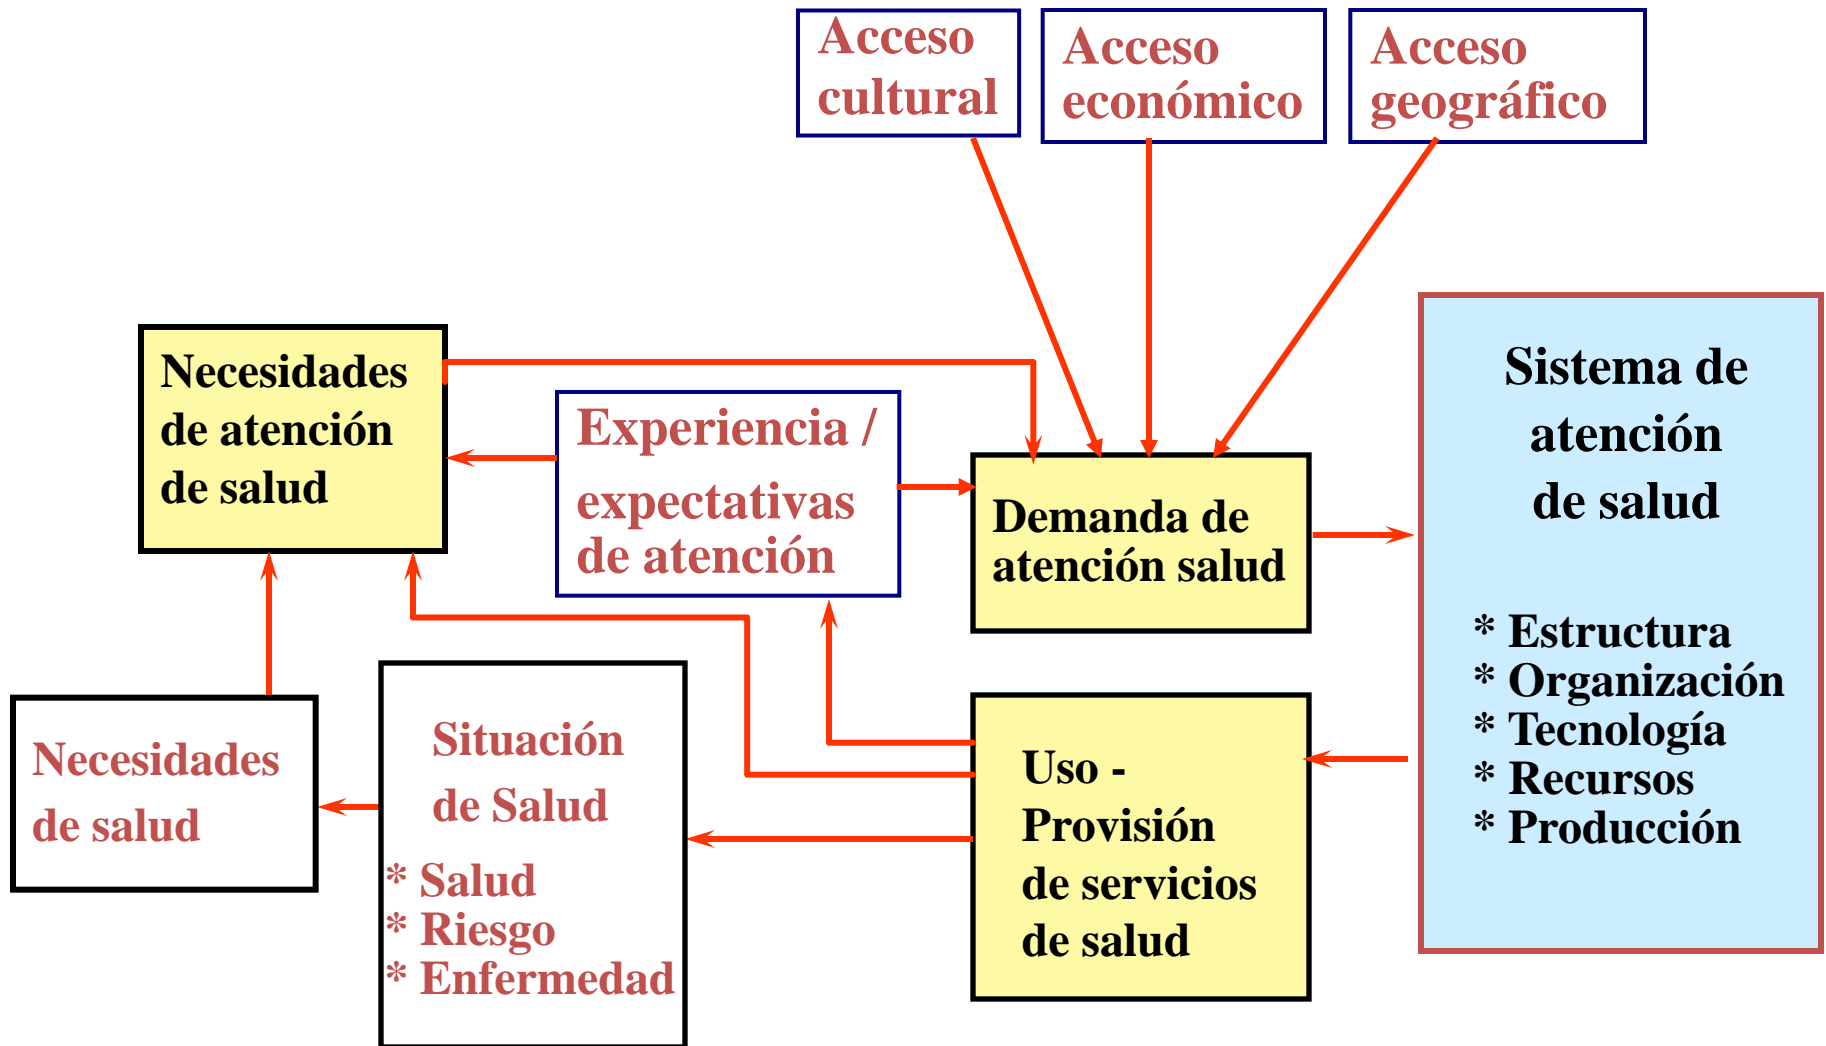 Acceso
cultural
Acceso
económico
Acceso
geográfico
Necesidades
de atención
de salud
Experiencia /
expectativas
de atención
Demanda de
atención salud
Sistema de
atención
de salud
* Estructura
* Organización
* Tecnología
* Recursos
* Producción
Necesidades
de salud
Situación
de Salud
* Salud
* Riesgo
* Enfermedad
Uso -
Provisión
de servicios
de salud